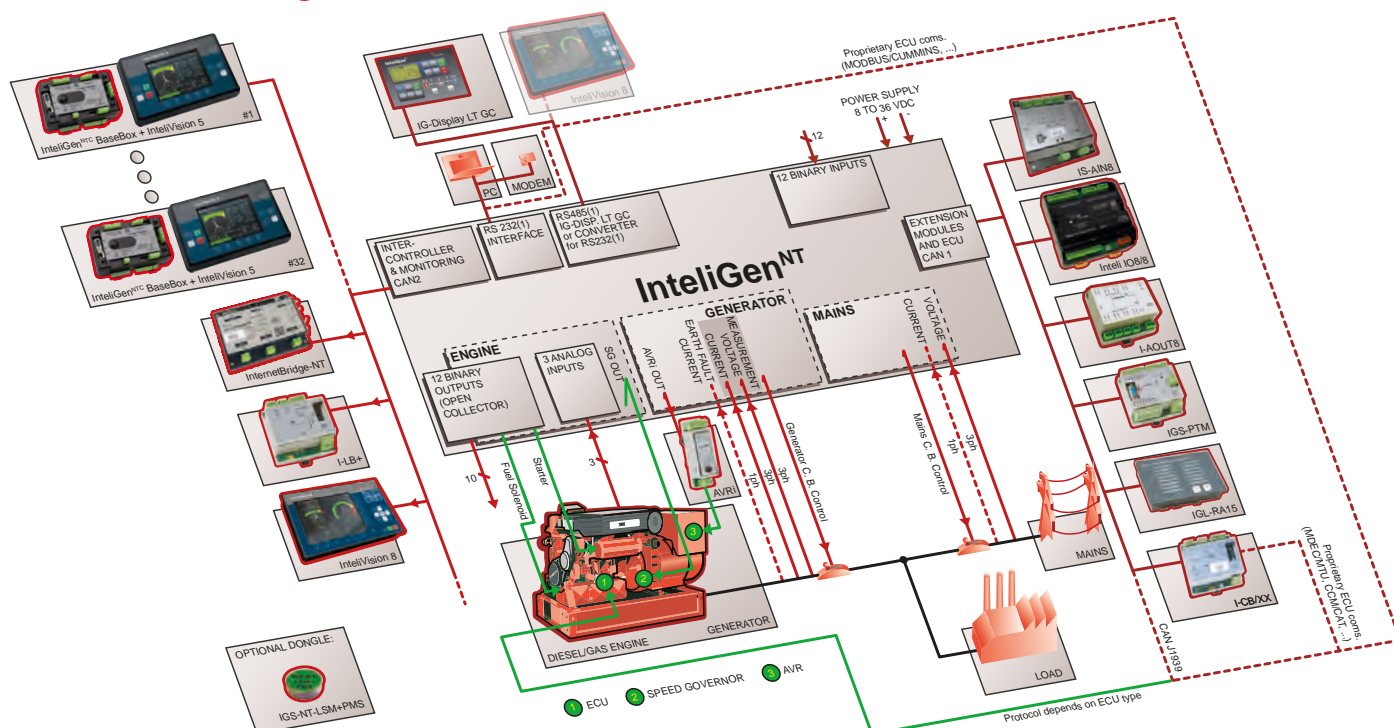 InteliGenNTC BaseBox + InteliVision 5
#1
InteliGenNTC BaseBox + InteliVision 5
#32
InternetBridge-NT
I-LB+
InteliVision 8
OPTIONAL DONGLE:
IGS-NT-LSM+PMS
IG-Display LT GC
InteliVision 8
PC
MODEM
Proprietary ECU coms.
(MODBUS/CUMMINS, ...)
POWER SUPPLY
8 TO 36 VDC
+
-
12
12 BINARY INPUTS
INTER-
CONTROLLER
& MONITORING
CAN2
RS 232(1)
INTERFACE
RS485(1)
IG-DISP. LT GC
or CONVERTER
for RS232(1)
EXTENSION
MODULES
AND ECU
CAN 1
InteliGenNT
ENGINE
12 BINARY
OUTPUTS
(OPEN
COLLECTOR)
3 ANALOG
INPUTS
SG OUT
GENERATOR
AVRi OUT
EARTH FAULT
CURRENT
CURRENT
VOLTAGE
MEASUREMENT
MAINS
CURRENT
VOLTAGE
10
Fuel Solenoid
Starter
3
AVRi
1ph
3ph
3ph
Generator C. B. Control
Mains C. B. Control
1ph
3ph
IS-AIN8
Inteli IO8/8
I-AOUT8
IGS-PTM
IGL-RA15
I-CB/XX
MAINS
LOAD
DIESEL/GAS ENGINE
GENERATOR
1
2
3
1 ECU
2 SPEED GOVERNOR
3 AVR
CAN J1939
Proprietary ECU coms.
(MDEC/MTU, CCM/CAT, ...)
Protocol depends on ECU type